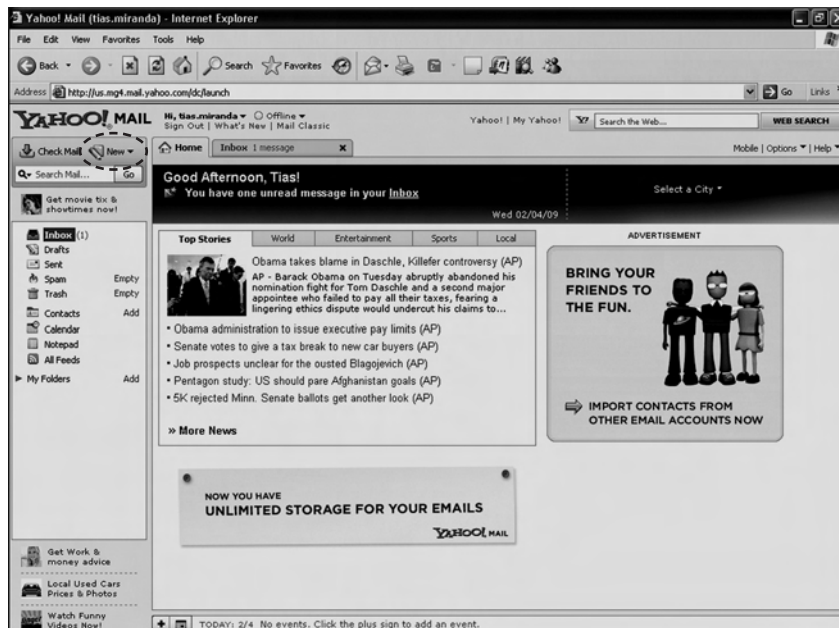 Yahoo! Mail (tias.miranda) - Internet Explorer
File Edit View Favorites Tools Help
Back Search Favorites
Address http://us.mg4.mail.yahoo.com/dc/launch Go Links
YAHOO! MAIL
Hi, tias.miranda Offline
Sign Out | What's New | Mail Classic
Yahoo! | My Yahoo!
Y! Search the Web...
WEB SEARCH
Check Mail New
Home Inbox 1 message x
Mobile | Options | Help
Search Mail... Go
Get movie tix &
showtimes now!
Inbox (1)
Drafts
Sent
Spam Empty
Trash Empty
Contacts Add
Calendar
Notepad
All Feeds
My Folders Add
Get Work &
money advice
Local Used Cars
Prices & Photos
Watch Funny
Videos Now!
Good Afternoon, Tias!
You have one unread message in your Inbox
Wed 02/04/09
Select a City
Top Stories World Entertainment Sports Local
Obama takes blame in Daschle, Killefer controversy (AP)
AP - Barack Obama on Tuesday abruptly abandoned his
nomination fight for Tom Daschle and a second major
appointee who failed to pay all their taxes, fearing a
lingering ethics dispute would undercut his claims to...
• Obama administration to issue executive pay limits (AP)
• Senate votes to give a tax break to new car buyers (AP)
• Job prospects unclear for the ousted Blagojevich (AP)
• Pentagon study: US should pare Afghanistan goals (AP)
• 5K rejected Minn. Senate ballots get another look (AP)
» More News
ADVERTISEMENT
BRING YOUR
FRIENDS TO
THE FUN.
IMPORT CONTACTS FROM
OTHER EMAIL ACCOUNTS NOW
NOW YOU HAVE
UNLIMITED STORAGE FOR YOUR EMAILS
YAHOO! MAIL
TODAY: 2/4 No events. Click the plus sign to add an event.